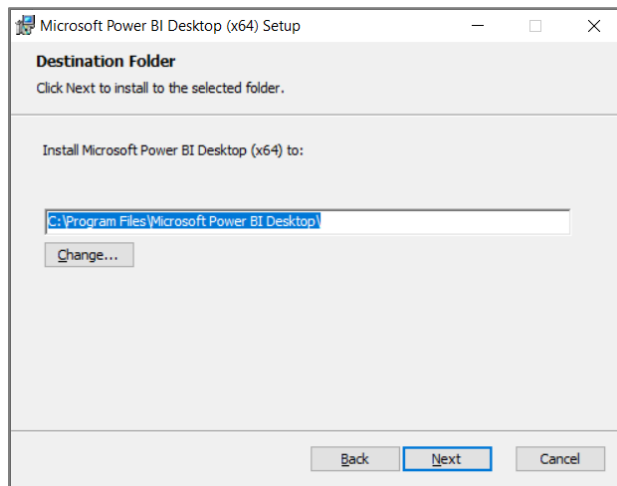 Microsoft Power BI Desktop (x64) Setup
Destination Folder
Click Next to install to the selected folder.
Install Microsoft Power BI Desktop (x64) to:
C:\Program Files\Microsoft Power BI Desktop\
Change...
Back Next Cancel